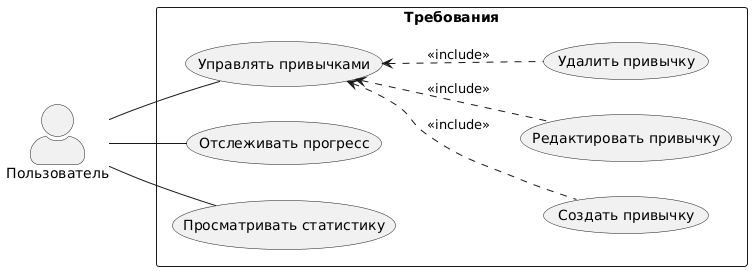 Требования
Управлять привычками
«include»
Удалить привычку
«include»
Редактировать привычку
Пользователь
Отслеживать прогресс
«include»
Просматривать статистику
Создать привычку